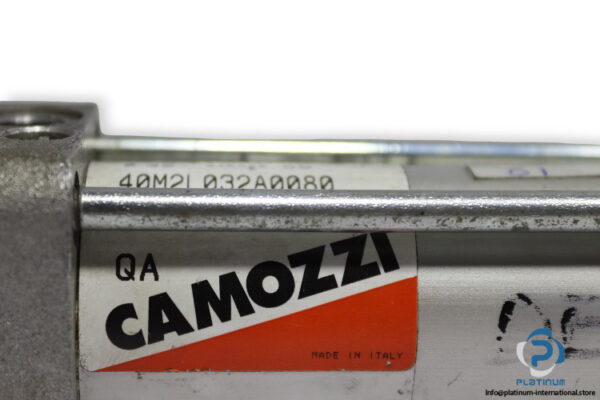 40M2L032A0080
QA
CAMOZZI
MADE IN ITALY
PLATINUM
Info@platinum-international.store